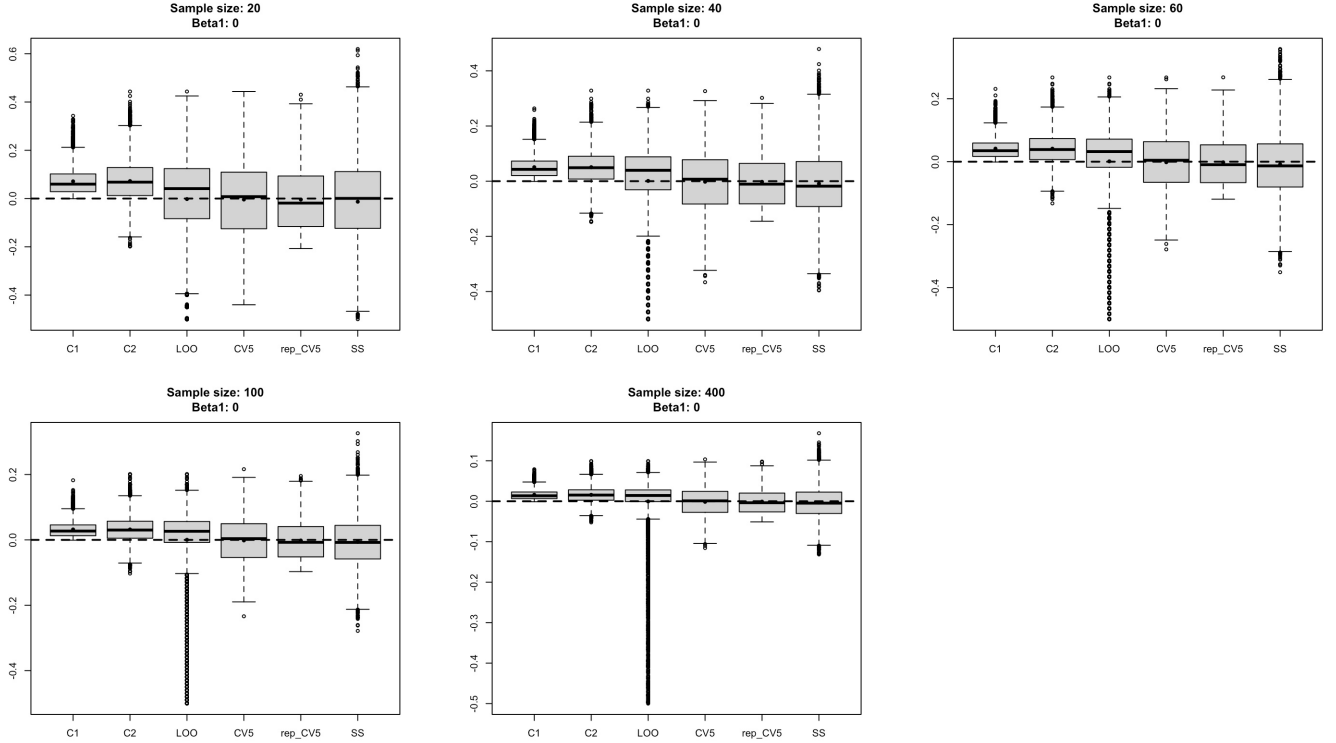 Sample size: 20
Beta1: 0
0.6
0.4
0.2
0.0
-0.2
-0.4
C1 C2 LOO CV5 rep_CV5 SS
Sample size: 40
Beta1: 0
0.4
0.2
0.0
-0.2
-0.4
C1 C2 LOO CV5 rep_CV5 SS
Sample size: 60
Beta1: 0
0.2
0.0
-0.2
-0.4
C1 C2 LOO CV5 rep_CV5 SS
Sample size: 100
Beta1: 0
0.2
0.0
-0.2
-0.4
C1 C2 LOO CV5 rep_CV5 SS
Sample size: 400
Beta1: 0
0.1
0.0
-0.1
-0.2
-0.3
-0.4
-0.5
C1 C2 LOO CV5 rep_CV5 SS